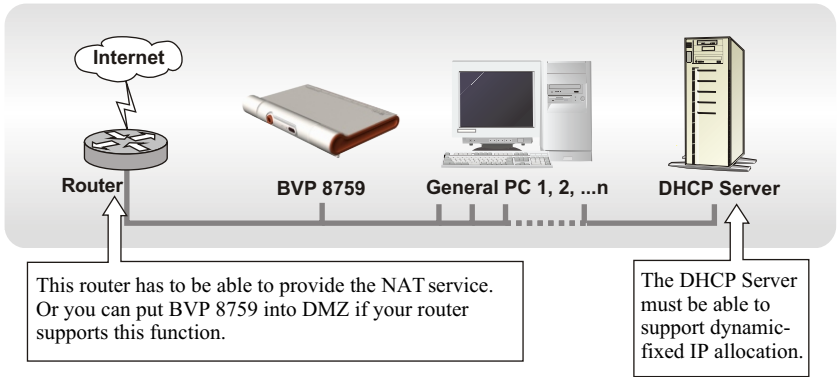 Internet
Router
BVP 8759
General PC 1, 2, ...n
DHCP Server
This router has to be able to provide the NAT service.
Or you can put BVP 8759 into DMZ if your router
supports this function.
The DHCP Server
must be able to
support dynamic-
fixed IP allocation.